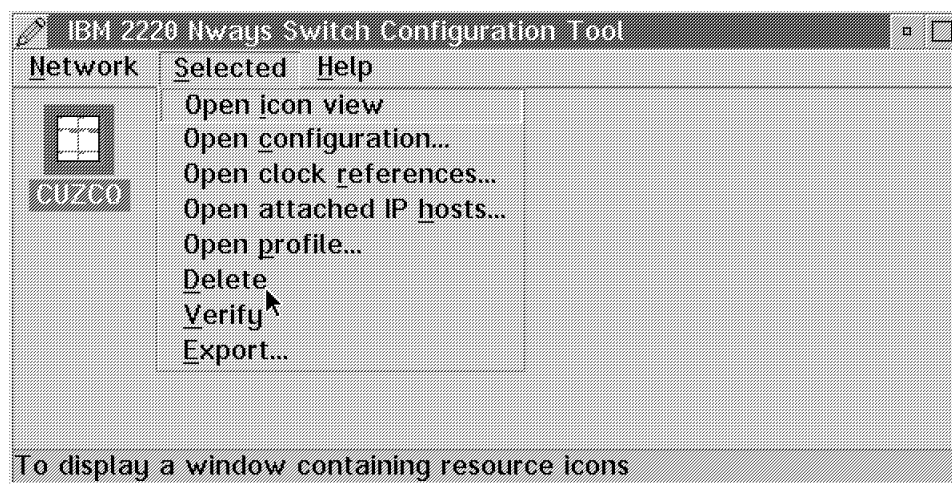 IBM 2220 Nways Switch Configuration Tool
Network Selected Help
Open icon view
Open configuration...
Open clock references...
Open attached IP hosts...
Open profile...
Delete
Verify
Export...
CUZCO
To display a window containing resource icons